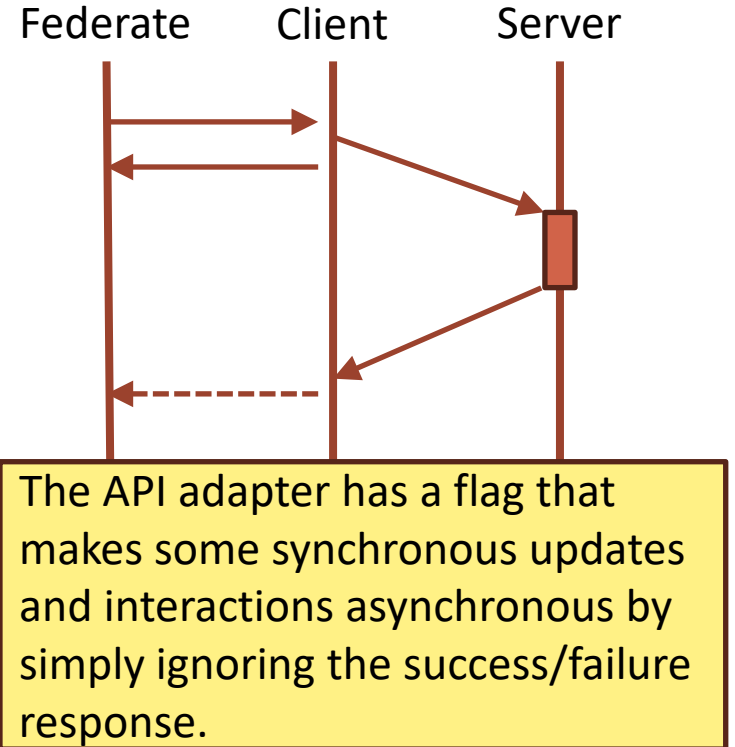 Federate Client Server
The API adapter has a flag that
makes some synchronous updates
and interactions asynchronous by
simply ignoring the success/failure
response.